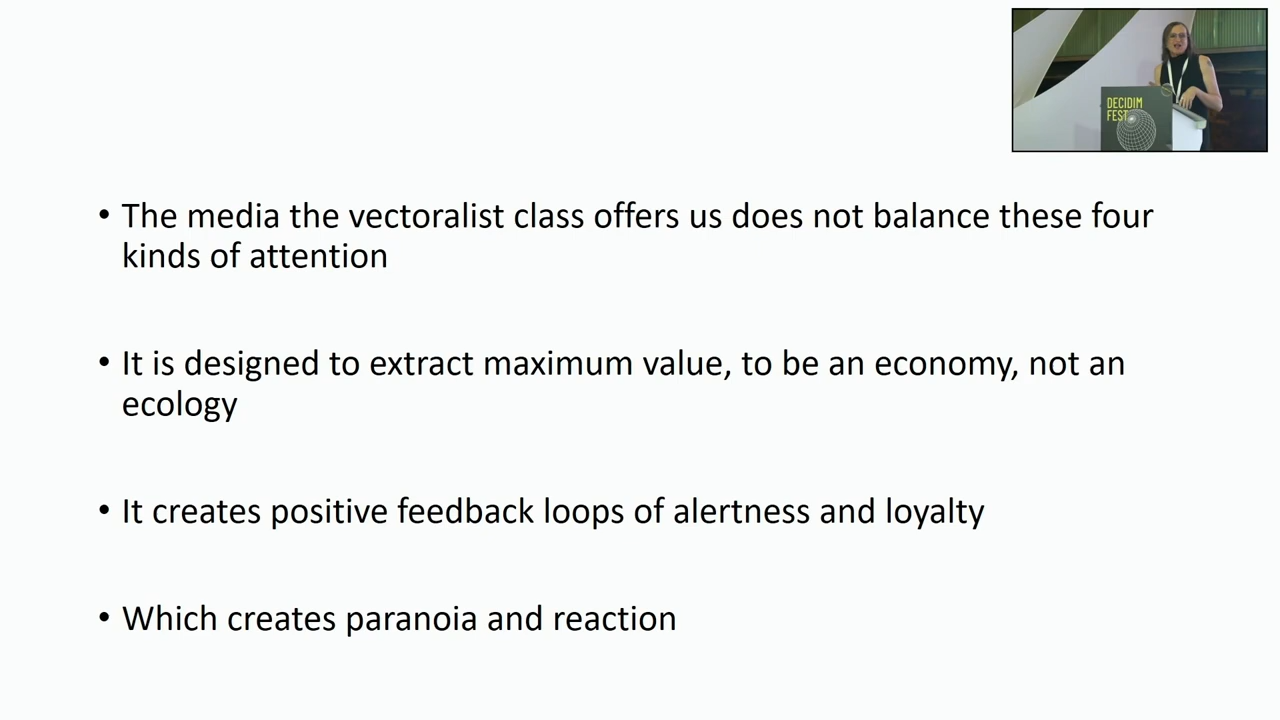 DECIDIM
FEST
• The media the vectoralist class offers us does not balance these four
kinds of attention
• It is designed to extract maximum value, to be an economy, not an
ecology
• It creates positive feedback loops of alertness and loyalty
• Which creates paranoia and reaction